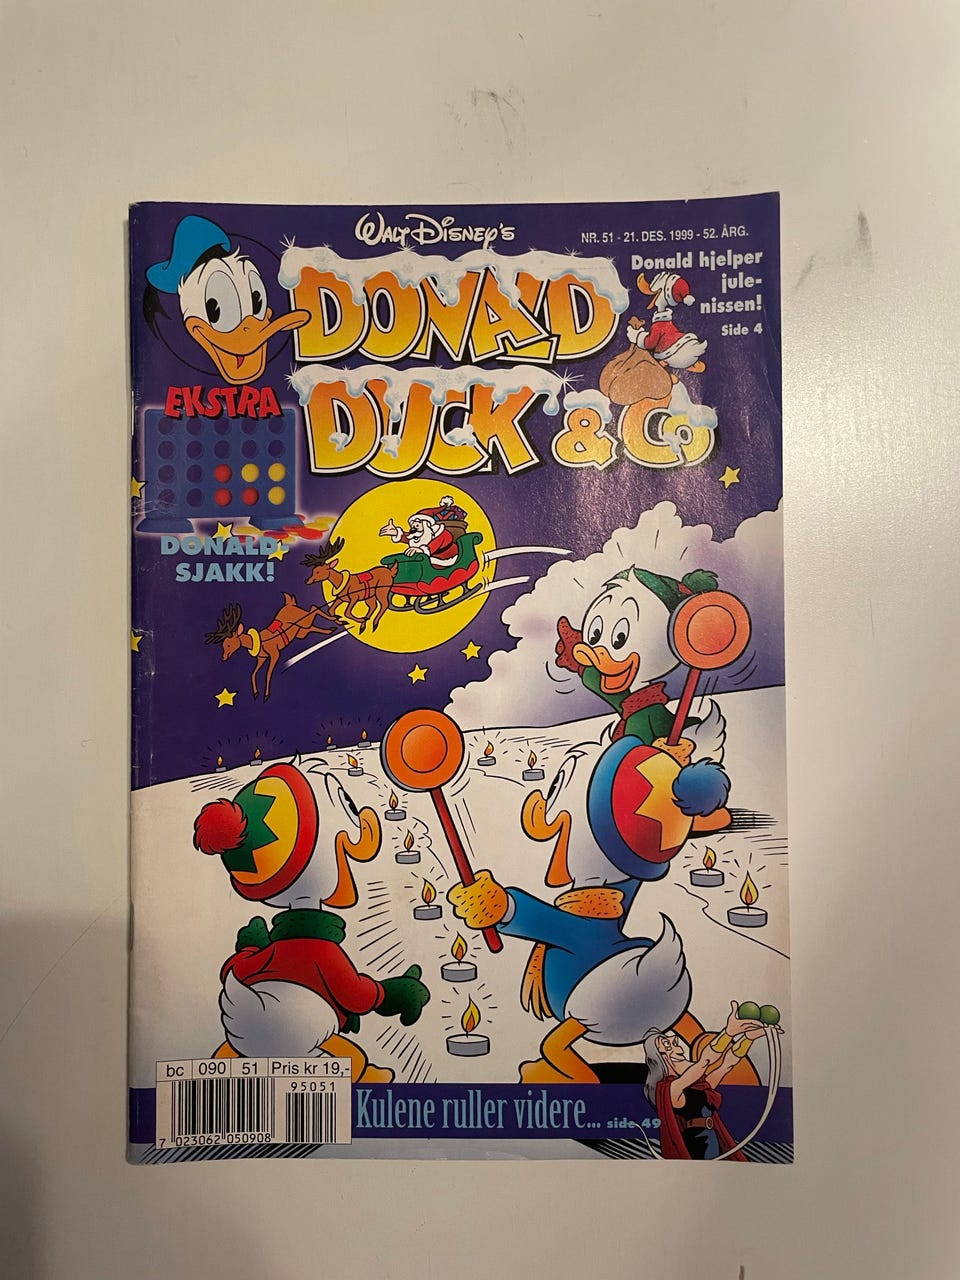 WALT DISNEY'S
NR. 51 - 21. DES. 1999 - 52. ÅRG.
DONALD
DUCK & Co
Donald hjelper
jule-
nissen!
Side 4
EKSTRA
DONALD-
SJAKK!
bc 090 51 Pris kr 19,-
95051
7 023062 050908
Kulene ruller videre... side 49